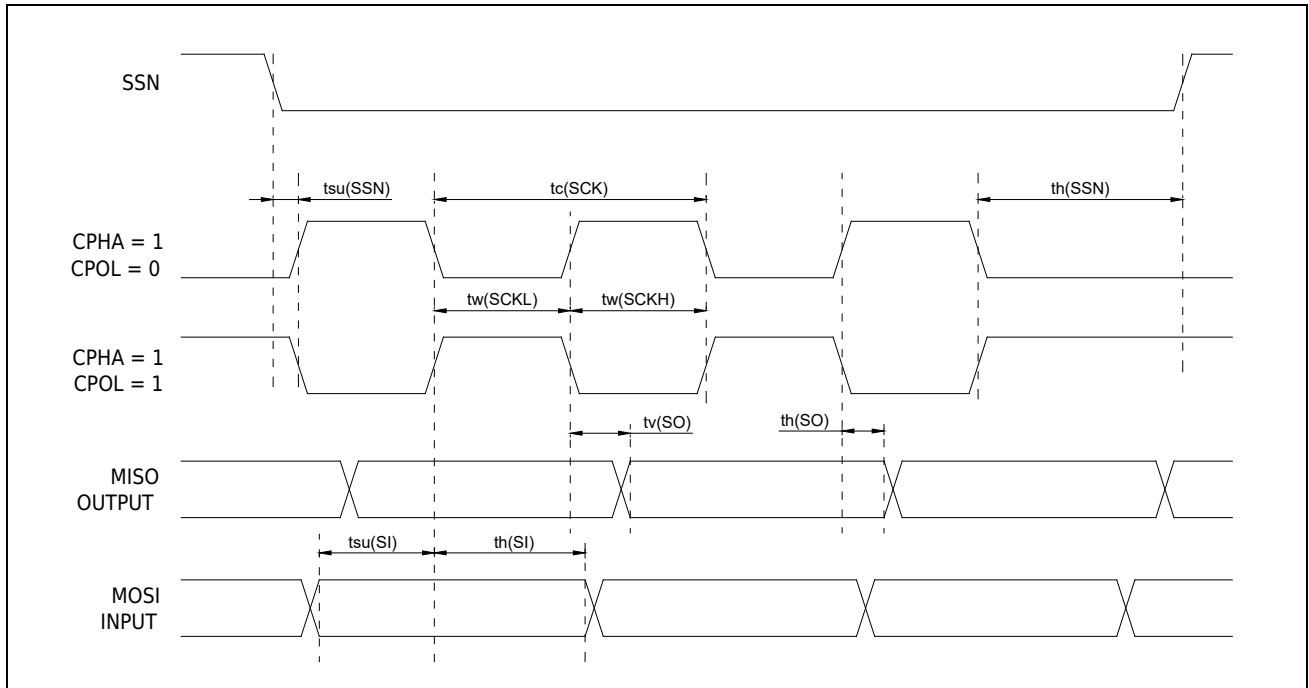 SSN
tsu(SSN)
tc(SCK)
th(SSN)
CPHA = 1
CPOL = 0
tw(SCKL)
tw(SCKH)
CPHA = 1
CPOL = 1
tv(SO)
th(SO)
MISO
OUTPUT
tsu(SI)
th(SI)
MOSI
INPUT